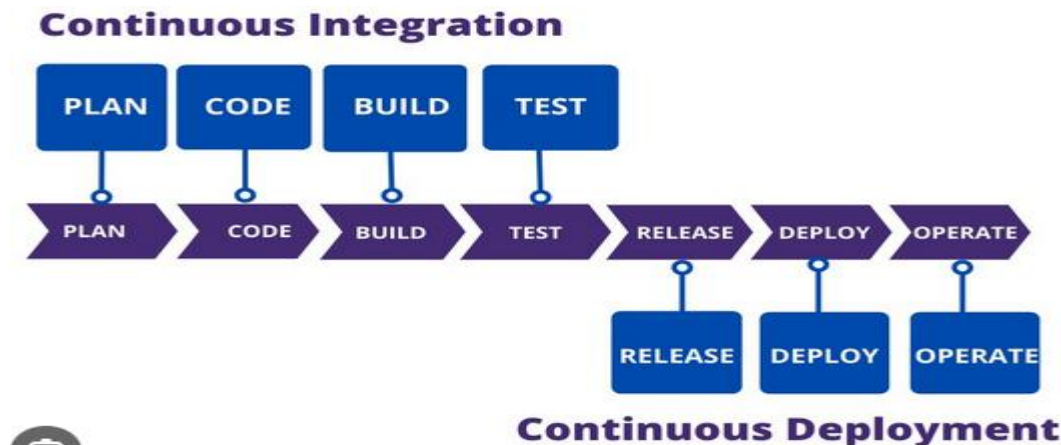 Continuous Integration
PLAN CODE BUILD TEST
PLAN CODE BUILD TEST RELEASE DEPLOY OPERATE
RELEASE DEPLOY OPERATE
Continuous Deployment